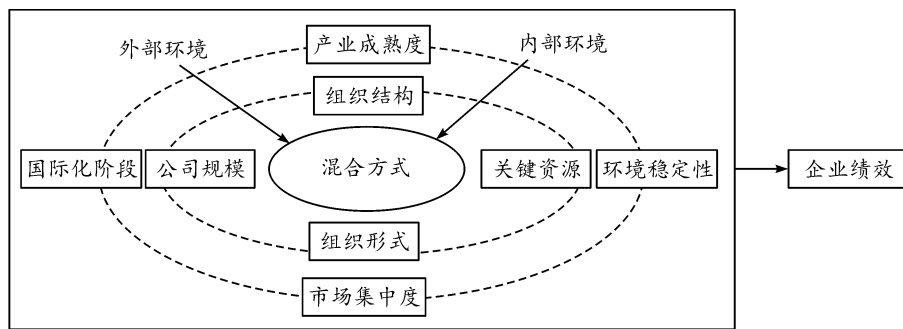 外部环境
产业成熟度
内部环境
组织结构
国际化阶段
公司规模
混合方式
关键资源
环境稳定性
企业绩效
组织形式
市场集中度